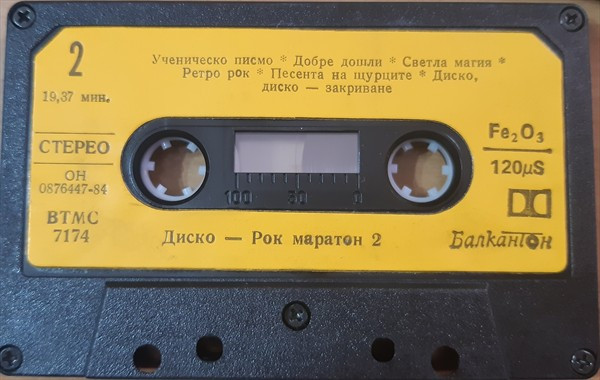 2
Ученическо писмо * Добре дошли * Светла магия *
Ретро рок * Песента на щурците * Диско,
диско — закриване
19,37 мин.
СТЕРЕО
ОН
0876447-84
ВТМС
7174
Fe₂O₃
120µS
100 50 0
Диско — Рок маратон 2
Балкантон